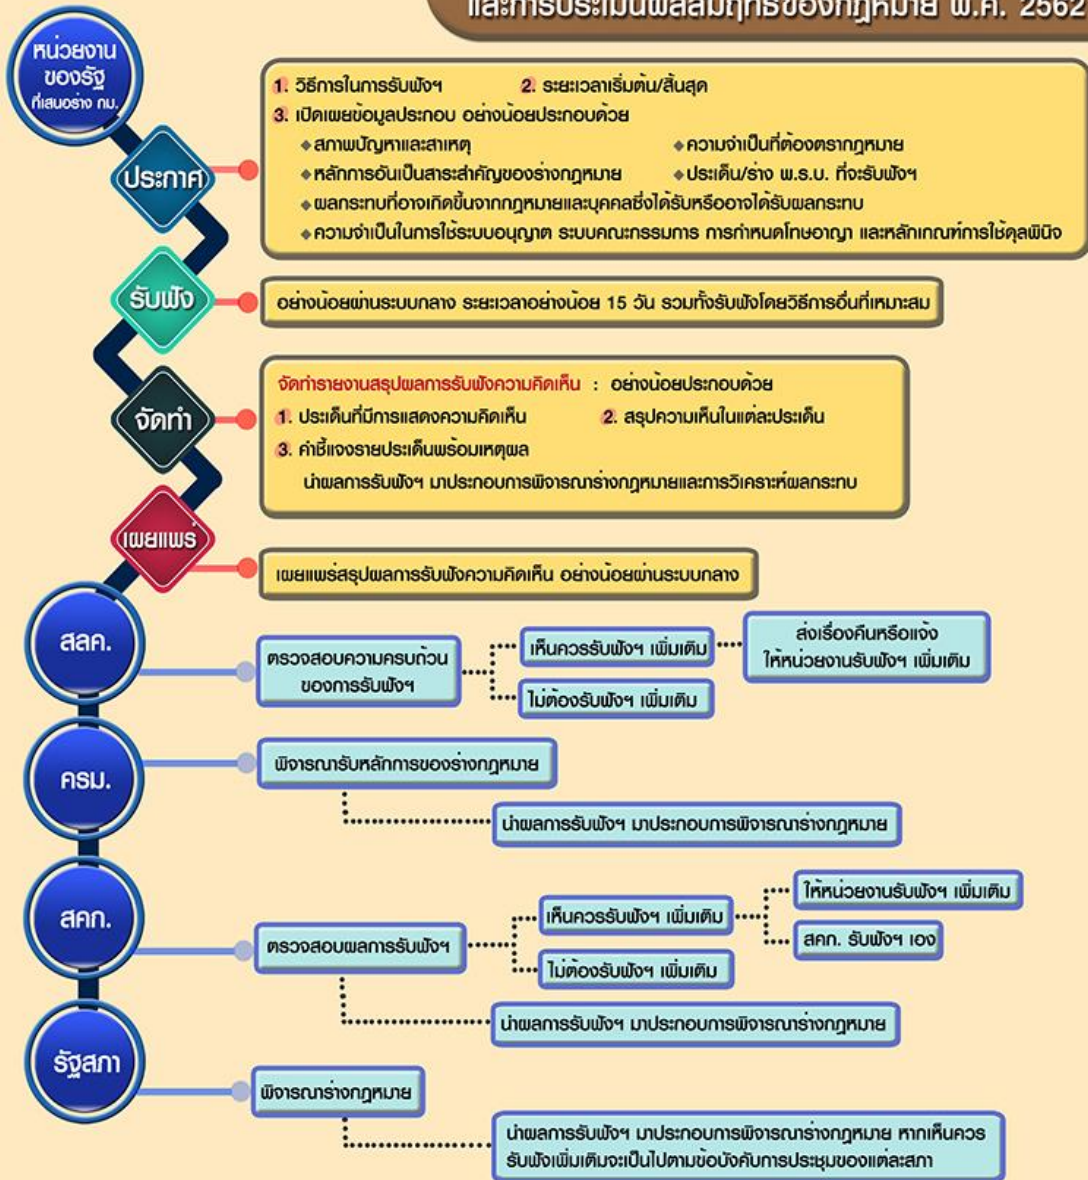 และการประเมินผลสัมฤทธิ์ของกฎหมาย พ.ศ. 2562
หน่วยงาน
ของรัฐ
ที่เสนอร่าง กม.
ประกาศ
1. วิธีการในการรับฟังฯ 2. ระยะเวลาเริ่มต้น/สิ้นสุด
3. เปิดเผยข้อมูลประกอบ อย่างน้อยประกอบด้วย
◆สภาพปัญหาและสาเหตุ ◆ความจำเป็นที่ต้องตรากฎหมาย
◆หลักการอันเป็นสาระสำคัญของร่างกฎหมาย ◆ประเด็น/ร่าง พ.ร.บ. ที่จะรับฟังฯ
◆ผลกระทบที่อาจเกิดขึ้นจากกฎหมายและบุคคลซึ่งได้รับหรืออาจได้รับผลกระทบ
◆ความจำเป็นในการใช้ระบบอนุญาต ระบบคณะกรรมการ การกำหนดโทษอาญา และหลักเกณฑ์การใช้ดุลพินิจ
รับฟัง
อย่างน้อยผ่านระบบกลาง ระยะเวลาอย่างน้อย 15 วัน รวมทั้งรับฟังโดยวิธีการอื่นที่เหมาะสม
จัดทำ
จัดทำรายงานสรุปผลการรับฟังความคิดเห็น : อย่างน้อยประกอบด้วย
1. ประเด็นที่มีการแสดงความคิดเห็น 2. สรุปความเห็นในแต่ละประเด็น
3. คำชี้แจงรายประเด็นพร้อมเหตุผล
นำผลการรับฟังฯ มาประกอบการพิจารณาร่างกฎหมายและการวิเคราะห์ผลกระทบ
เผยแพร่
เผยแพร่สรุปผลการรับฟังความคิดเห็น อย่างน้อยผ่านระบบกลาง
สลค.
ตรวจสอบความครบถ้วน
ของการรับฟังฯ
เห็นควรรับฟังฯ เพิ่มเติม
ส่งเรื่องคืนหรือแจ้ง
ให้หน่วยงานรับฟังฯ เพิ่มเติม
ไม่ต้องรับฟังฯ เพิ่มเติม
ครม.
พิจารณารับหลักการของร่างกฎหมาย
นำผลการรับฟังฯ มาประกอบการพิจารณาร่างกฎหมาย
สคก.
ตรวจสอบผลการรับฟังฯ
เห็นควรรับฟังฯ เพิ่มเติม
ให้หน่วยงานรับฟังฯ เพิ่มเติม
สคก. รับฟังฯ เอง
ไม่ต้องรับฟังฯ เพิ่มเติม
นำผลการรับฟังฯ มาประกอบการพิจารณาร่างกฎหมาย
รัฐสภา
พิจารณาร่างกฎหมาย
นำผลการรับฟังฯ มาประกอบการพิจารณาร่างกฎหมาย หากเห็นควร
รับฟังเพิ่มเติมจะเป็นไปตามข้อบังคับการประชุมของแต่ละสภา